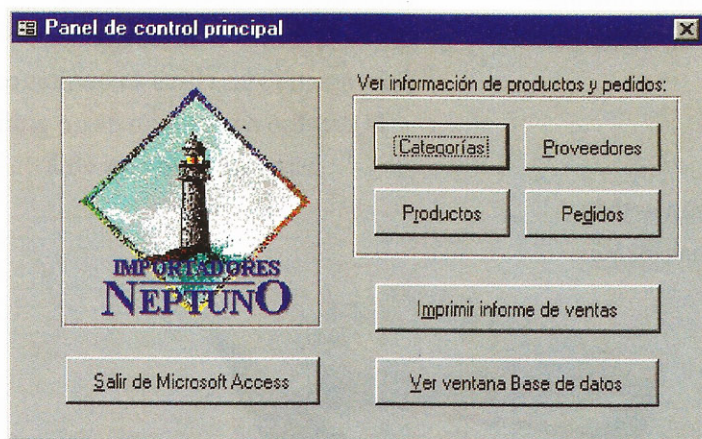 Panel de control principal
Ver información de productos y pedidos:
Categorías
Proveedores
Productos
Pedidos
IMPORTADORES
NEPTUNO
Imprimir informe de ventas
Salir de Microsoft Access
Ver ventana Base de datos